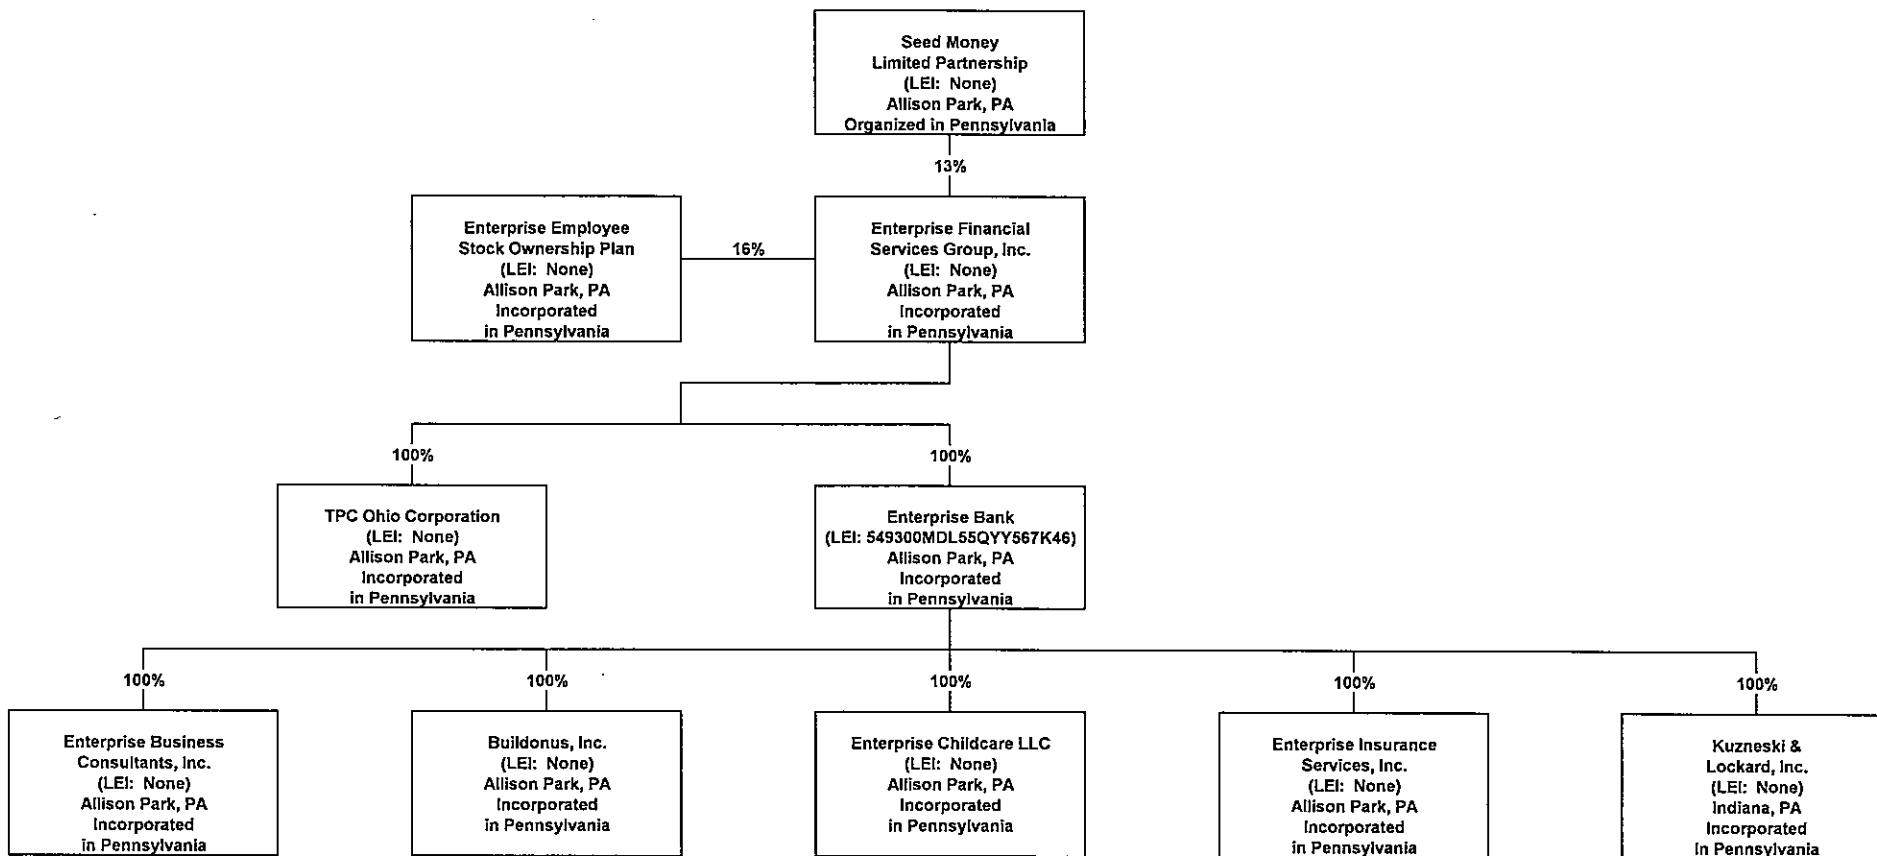 Seed Money
Limited Partnership
(LEI: None)
Allison Park, PA
Organized in Pennsylvania
13%
Enterprise Employee
Stock Ownership Plan
(LEI: None)
Allison Park, PA
Incorporated
in Pennsylvania
16%
Enterprise Financial
Services Group, Inc.
(LEI: None)
Allison Park, PA
Incorporated
in Pennsylvania
100%
100%
TPC Ohio Corporation
(LEI: None)
Allison Park, PA
Incorporated
in Pennsylvania
Enterprise Bank
(LEI: 549300MDL55QYY567K46)
Allison Park, PA
Incorporated
in Pennsylvania
100%
100%
100%
100%
100%
Enterprise Business
Consultants, Inc.
(LEI: None)
Allison Park, PA
Incorporated
in Pennsylvania
Buildonus, Inc.
(LEI: None)
Allison Park, PA
Incorporated
in Pennsylvania
Enterprise Childcare LLC
(LEI: None)
Allison Park, PA
Incorporated
in Pennsylvania
Enterprise Insurance
Services, Inc.
(LEI: None)
Allison Park, PA
Incorporated
in Pennsylvania
Kuzneski &
Lockard, Inc.
(LEI: None)
Indiana, PA
Incorporated
in Pennsylvania